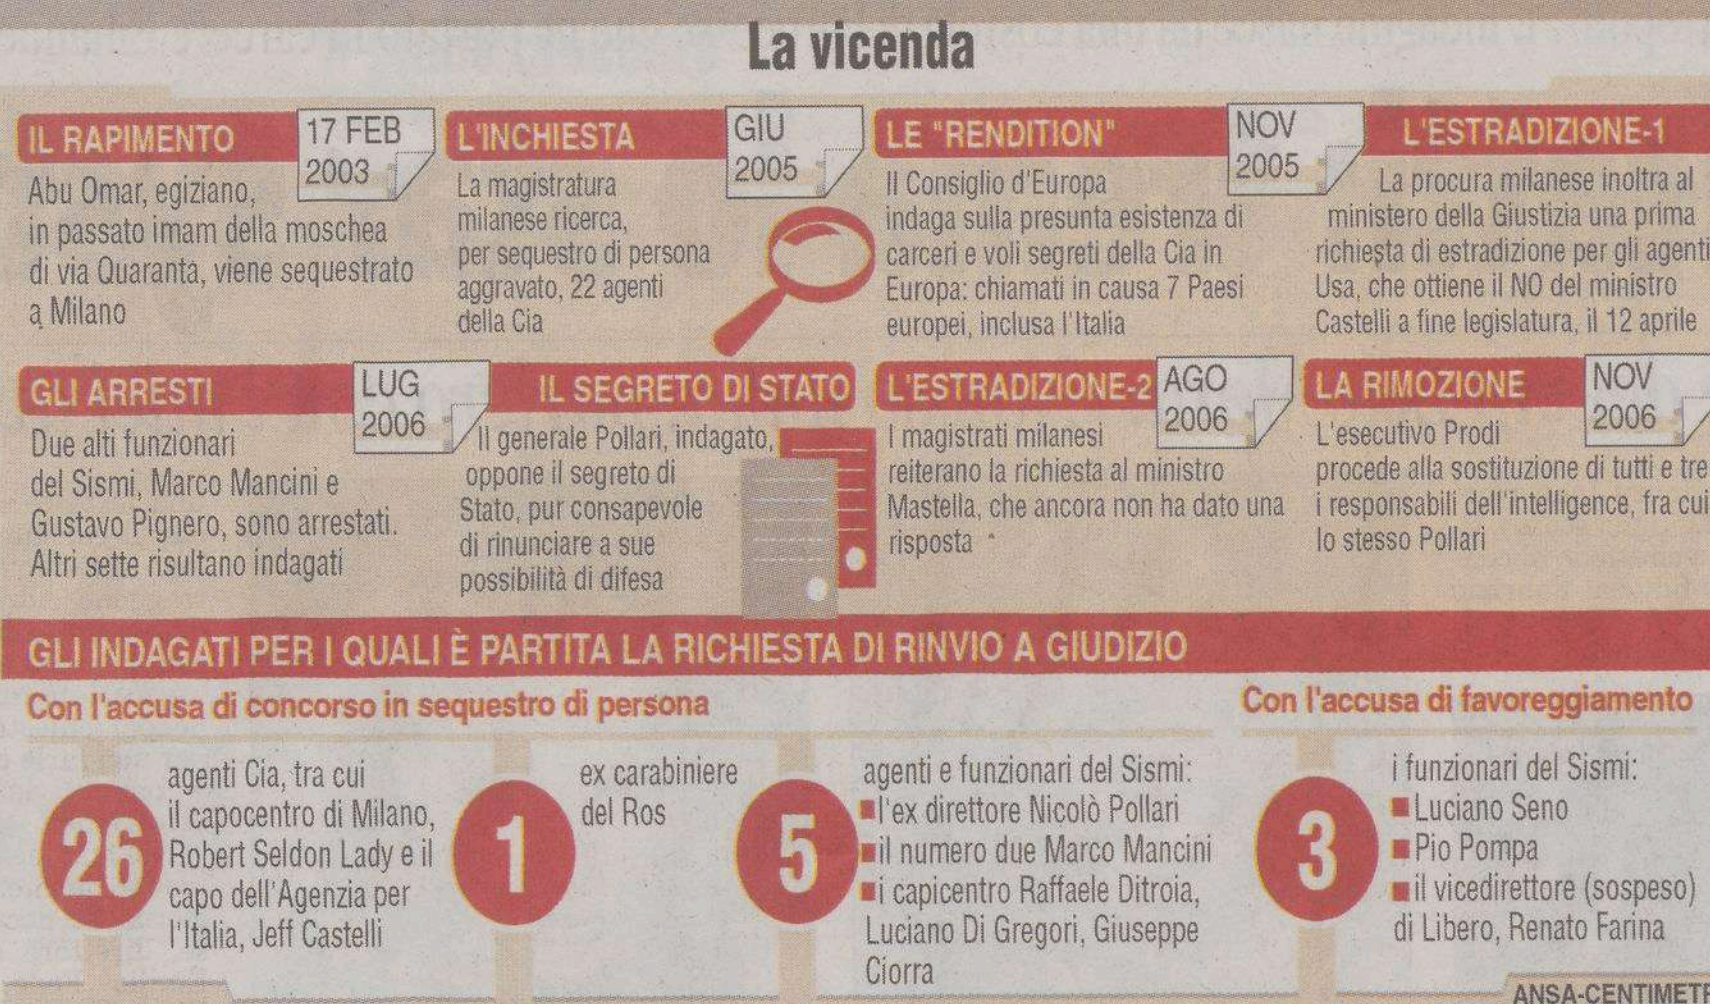 La vicenda
IL RAPIMENTO
17 FEB
2003
Abu Omar, egiziano,
in passato imam della moschea
di via Quaranta, viene sequestrato
a Milano
L'INCHIESTA
GIU
2005
La magistratura
milanese ricerca,
per sequestro di persona
aggravato, 22 agenti
della Cia
LE "RENDITION"
NOV
2005
Il Consiglio d'Europa
indaga sulla presunta esistenza di
carceri e voli segreti della Cia in
Europa: chiamati in causa 7 Paesi
europei, inclusa l'Italia
L'ESTRADIZIONE-1
La procura milanese inoltra al
ministero della Giustizia una prima
richiesta di estradizione per gli agenti
Usa, che ottiene il NO del ministro
Castelli a fine legislatura, il 12 aprile
GLI ARRESTI
LUG
2006
Due alti funzionari
del Sismi, Marco Mancini e
Gustavo Pignero, sono arrestati.
Altri sette risultano indagati
IL SEGRETO DI STATO
Il generale Pollari, indagato,
oppone il segreto di
Stato, pur consapevole
di rinunciare a sue
possibilità di difesa
L'ESTRADIZIONE-2
AGO
2006
I magistrati milanesi
reiterano la richiesta al ministro
Mastella, che ancora non ha dato una
risposta
LA RIMOZIONE
NOV
2006
L'esecutivo Prodi
procede alla sostituzione di tutti e tre
i responsabili dell'intelligence, fra cui
lo stesso Pollari
GLI INDAGATI PER I QUALI È PARTITA LA RICHIESTA DI RINVIO A GIUDIZIO
Con l'accusa di concorso in sequestro di persona
26
agenti Cia, tra cui
il capocentro di Milano,
Robert Seldon Lady e il
capo dell'Agenzia per
l'Italia, Jeff Castelli
1
ex carabiniere
del Ros
5
agenti e funzionari del Sismi:
l'ex direttore Nicolò Pollari
il numero due Marco Mancini
i capicentro Raffaele Ditroia,
Luciano Di Gregori, Giuseppe
Ciorra
Con l'accusa di favoreggiamento
3
i funzionari del Sismi:
Luciano Seno
Pio Pompa
il vicedirettore (sospeso)
di Libero, Renato Farina
ANSA-CENTIMETR